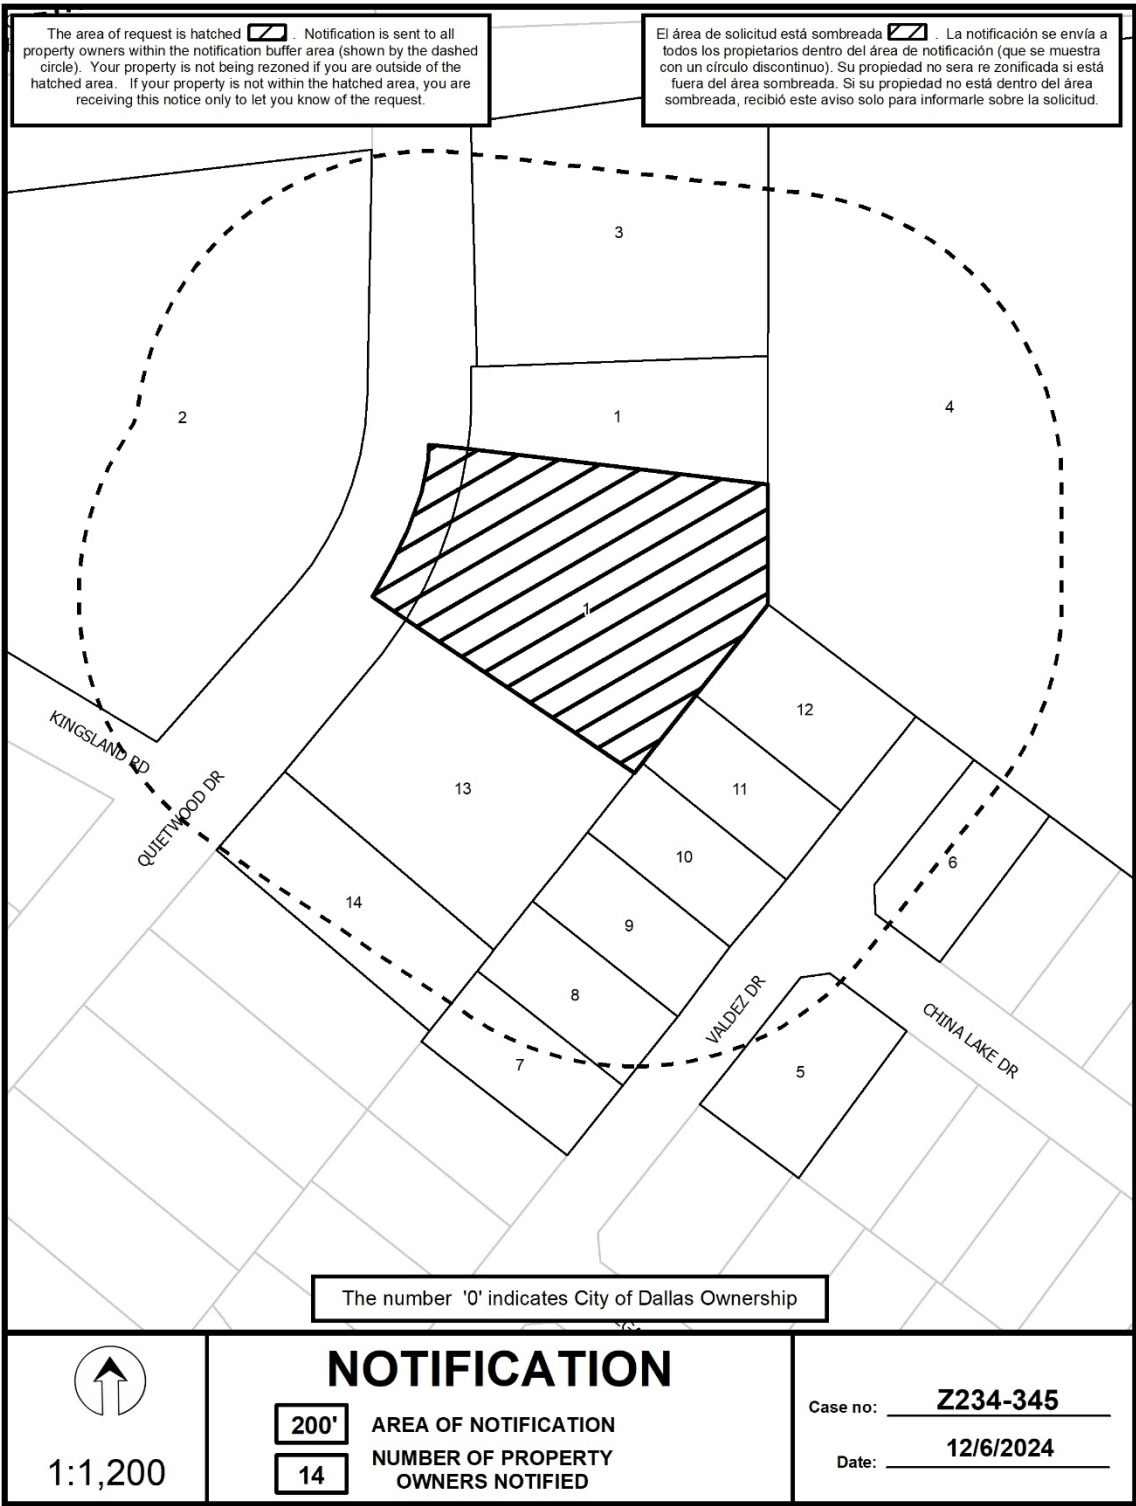 The area of request is hatched . Notification is sent to all
property owners within the notification buffer area (shown by the dashed
circle). Your property is not being rezoned if you are outside of the
hatched area. If your property is not within the hatched area, you are
receiving this notice only to let you know of the request.
El área de solicitud está sombreada . La notificación se envía a
todos los propietarios dentro del área de notificación (que se muestra
con un círculo discontinuo). Su propiedad no sera re zonificada si está
fuera del área sombreada. Si su propiedad no está dentro del área
sombreada, recibió este aviso solo para informarle sobre la solicitud.
3
2
1
4
1
12
KINGSLAND RD
13
11
QUIETWOOD DR
10
6
14
9
8
VALDEZ DR
CHINA LAKE DR
7
5
The number '0' indicates City of Dallas Ownership
1:1,200
NOTIFICATION
200' AREA OF NOTIFICATION
14 NUMBER OF PROPERTY
OWNERS NOTIFIED
Case no: Z234-345
Date: 12/6/2024